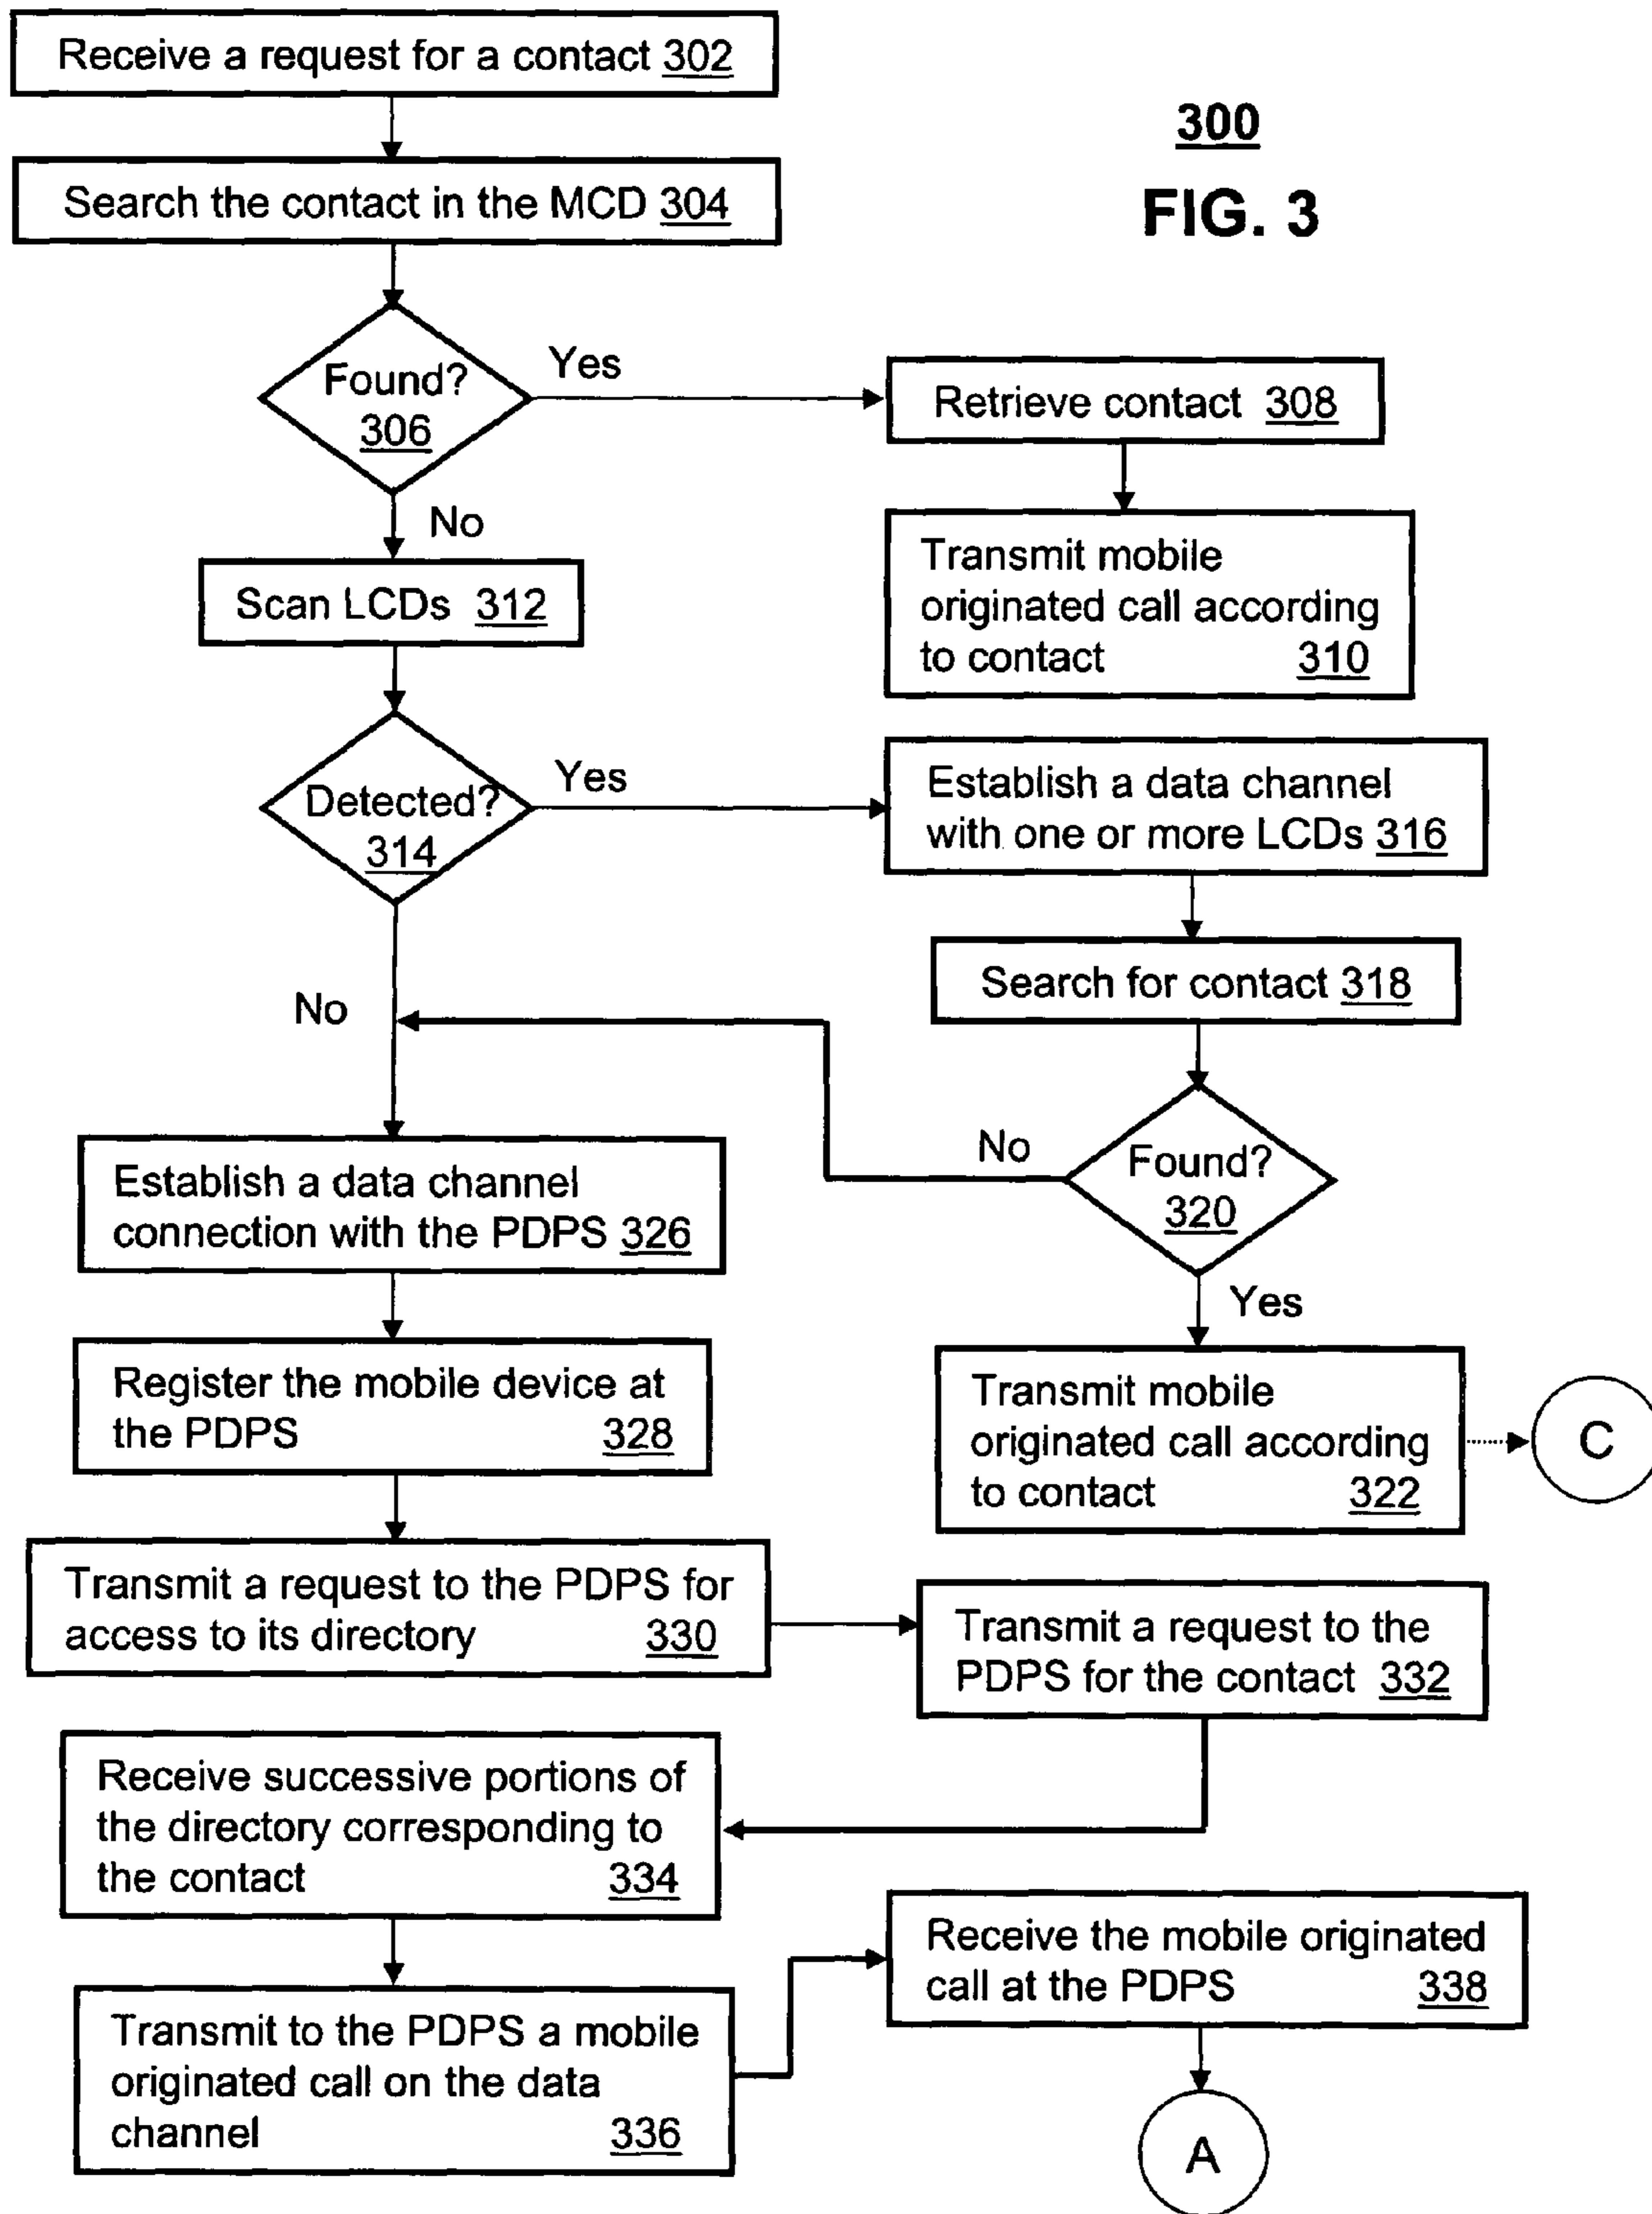 Receive a request for a contact 302
300
FIG. 3
Search the contact in the MCD 304
Found?
306
Yes
No
Retrieve contact 308
Transmit mobile
originated call according
to contact 310
Scan LCDs 312
Detected?
314
Yes
No
Establish a data channel
with one or more LCDs 316
Search for contact 318
Found?
320
No
Yes
Transmit mobile
originated call according
to contact 322
C
Establish a data channel
connection with the PDPS 326
Register the mobile device at
the PDPS 328
Transmit a request to the PDPS for
access to its directory 330
Transmit a request to the
PDPS for the contact 332
Receive successive portions of
the directory corresponding to
the contact 334
Transmit to the PDPS a mobile
originated call on the data
channel 336
Receive the mobile originated
call at the PDPS 338
A